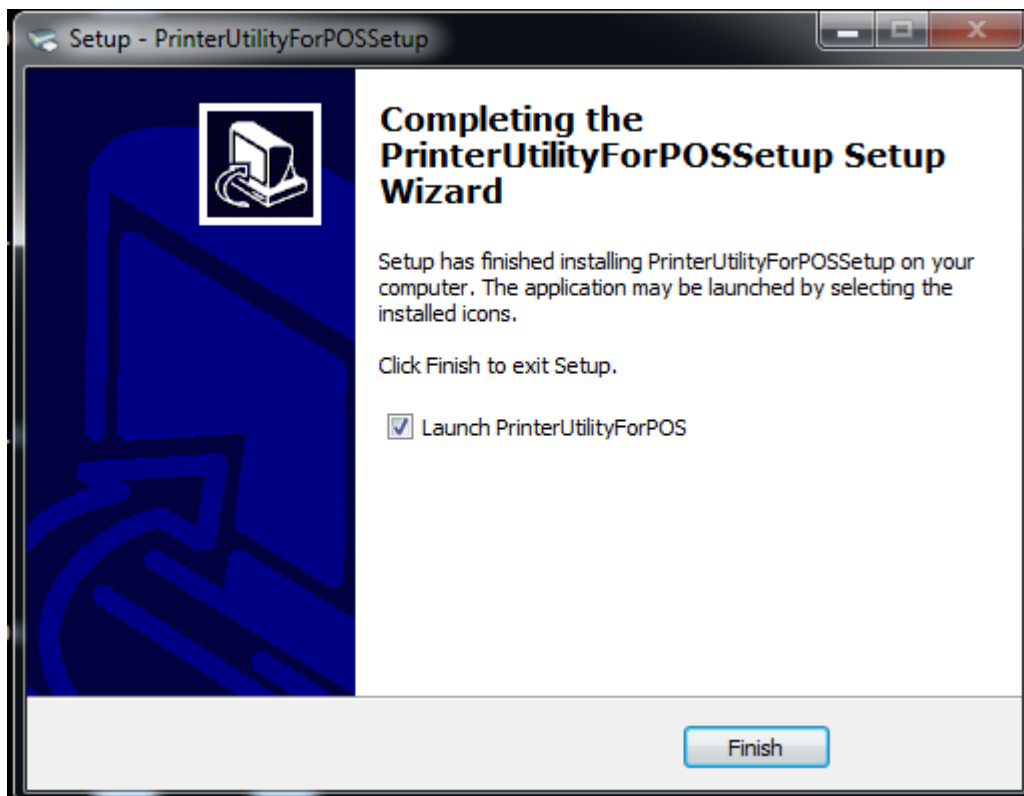 Setup - PrinterUtilityForPOSSetup
Completing the
PrinterUtilityForPOSSetup Setup
Wizard
Setup has finished installing PrinterUtilityForPOSSetup on your
computer. The application may be launched by selecting the
installed icons.
Click Finish to exit Setup.
Launch PrinterUtilityForPOS
Finish